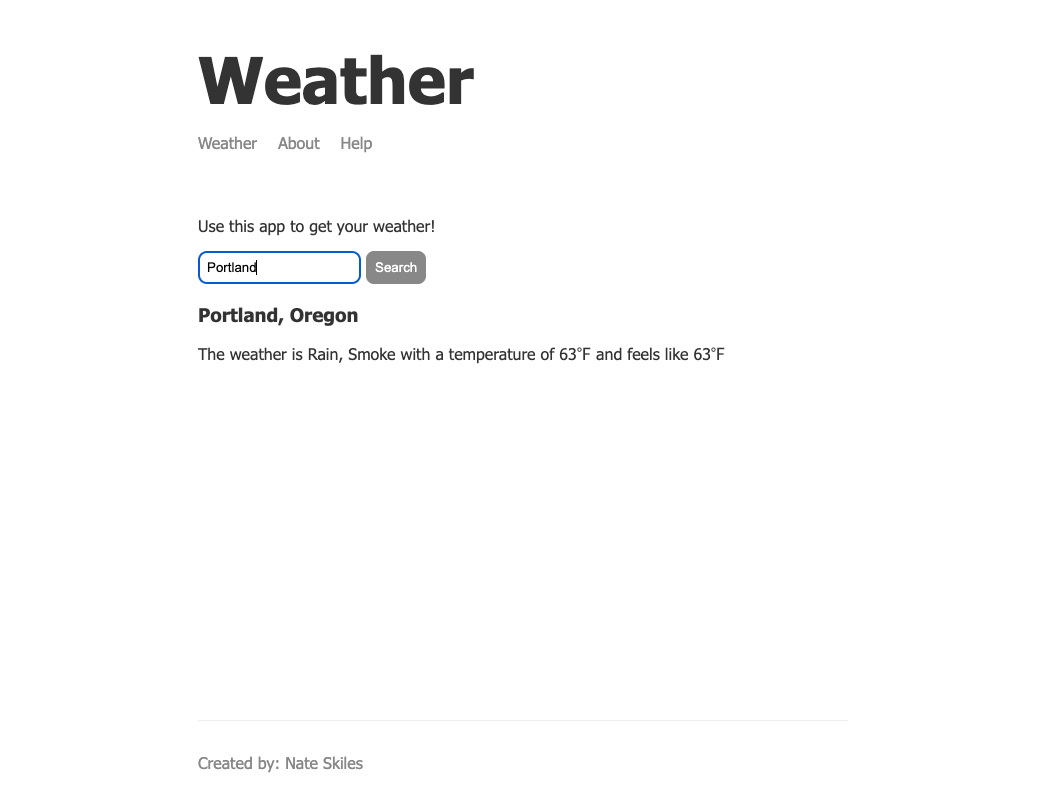 Weather
Weather About Help
Use this app to get your weather!
Portland Search
Portland, Oregon
The weather is Rain, Smoke with a temperature of 63°F and feels like 63°F
Created by: Nate Skiles